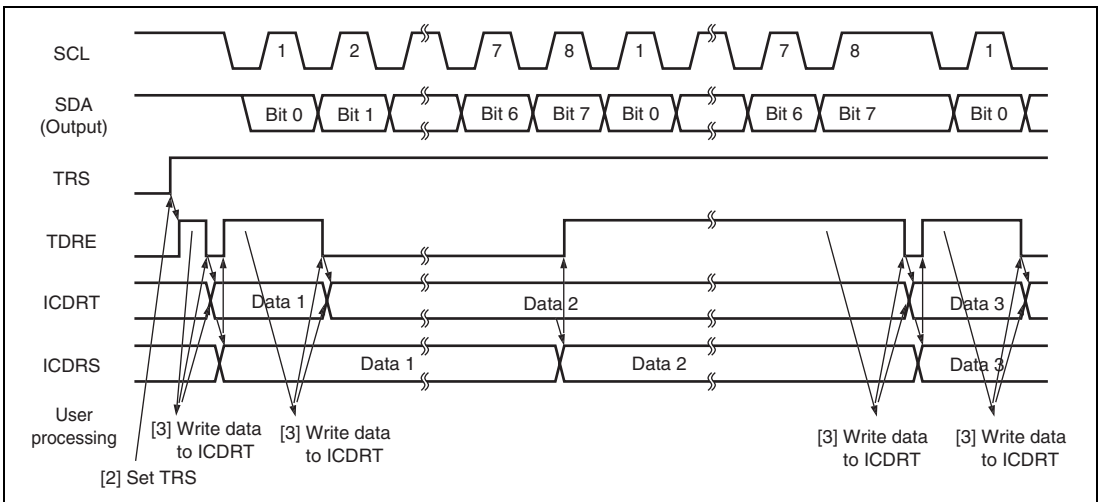 SCL 1 2 7 8 1 7 8 1
SDA
(Output)
Bit 0 Bit 1 Bit 6 Bit 7 Bit 0 Bit 6 Bit 7 Bit 0
TRS
TDRE
ICDRT Data 1 Data 2 Data 3
ICDRS Data 1 Data 2 Data 3
User
processing
[3] Write data
to ICDRT
[3] Write data
to ICDRT
[3] Write data
to ICDRT
[3] Write data
to ICDRT
[2] Set TRS